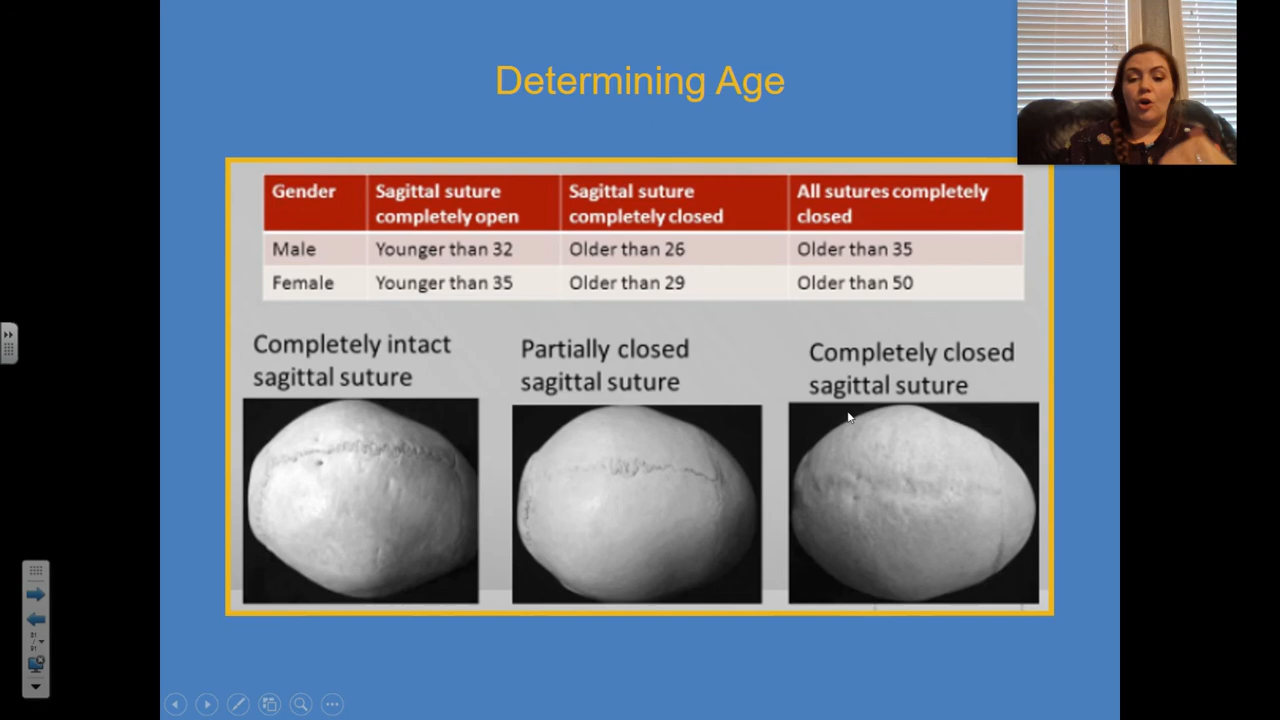 Determining Age
Gender Sagittal suture completely open Sagittal suture completely closed All sutures completely closed
Male Younger than 32 Older than 26 Older than 35
Female Younger than 35 Older than 29 Older than 50
Completely intact
sagittal suture
Partially closed
sagittal suture
Completely closed
sagittal suture